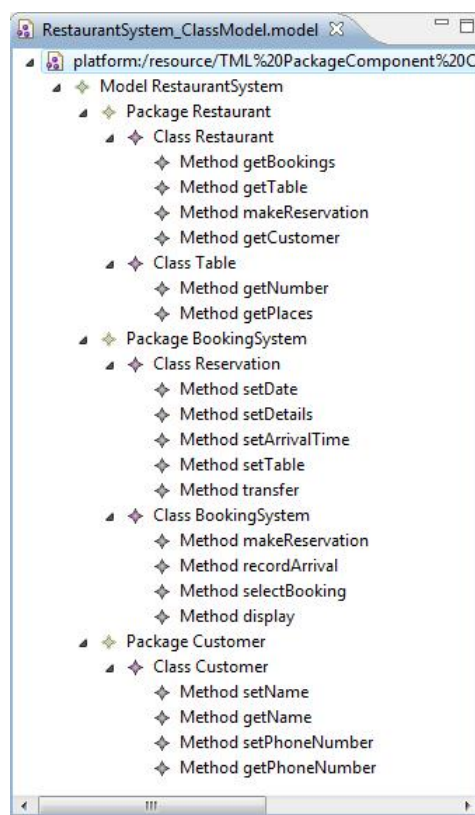 RestaurantSystem_ClassModel.model
platform:/resource/TML%20PackageComponent%20C
Model RestaurantSystem
Package Restaurant
Class Restaurant
Method getBookings
Method getTable
Method makeReservation
Method getCustomer
Class Table
Method getNumber
Method getPlaces
Package BookingSystem
Class Reservation
Method setDate
Method setDetails
Method setArrivalTime
Method setTable
Method transfer
Class BookingSystem
Method makeReservation
Method recordArrival
Method selectBooking
Method display
Package Customer
Class Customer
Method setName
Method getName
Method setPhoneNumber
Method getPhoneNumber